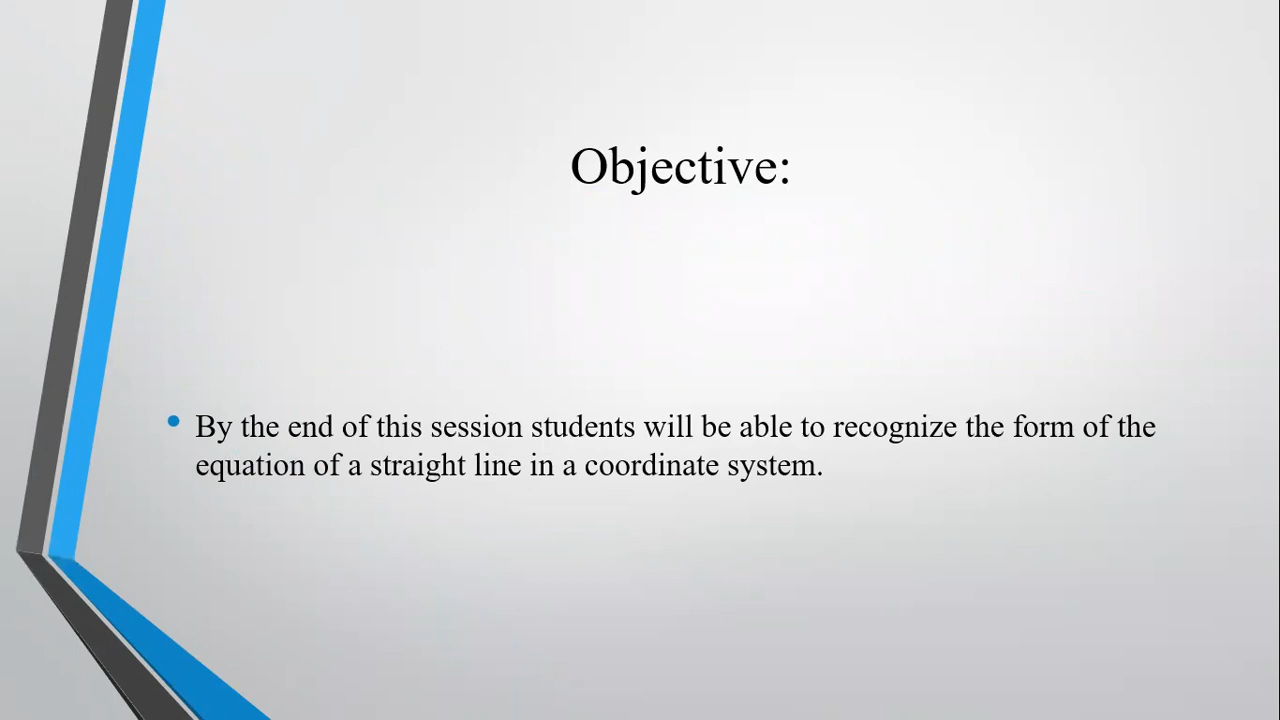 Objective:
• By the end of this session students will be able to recognize the form of the
equation of a straight line in a coordinate system.